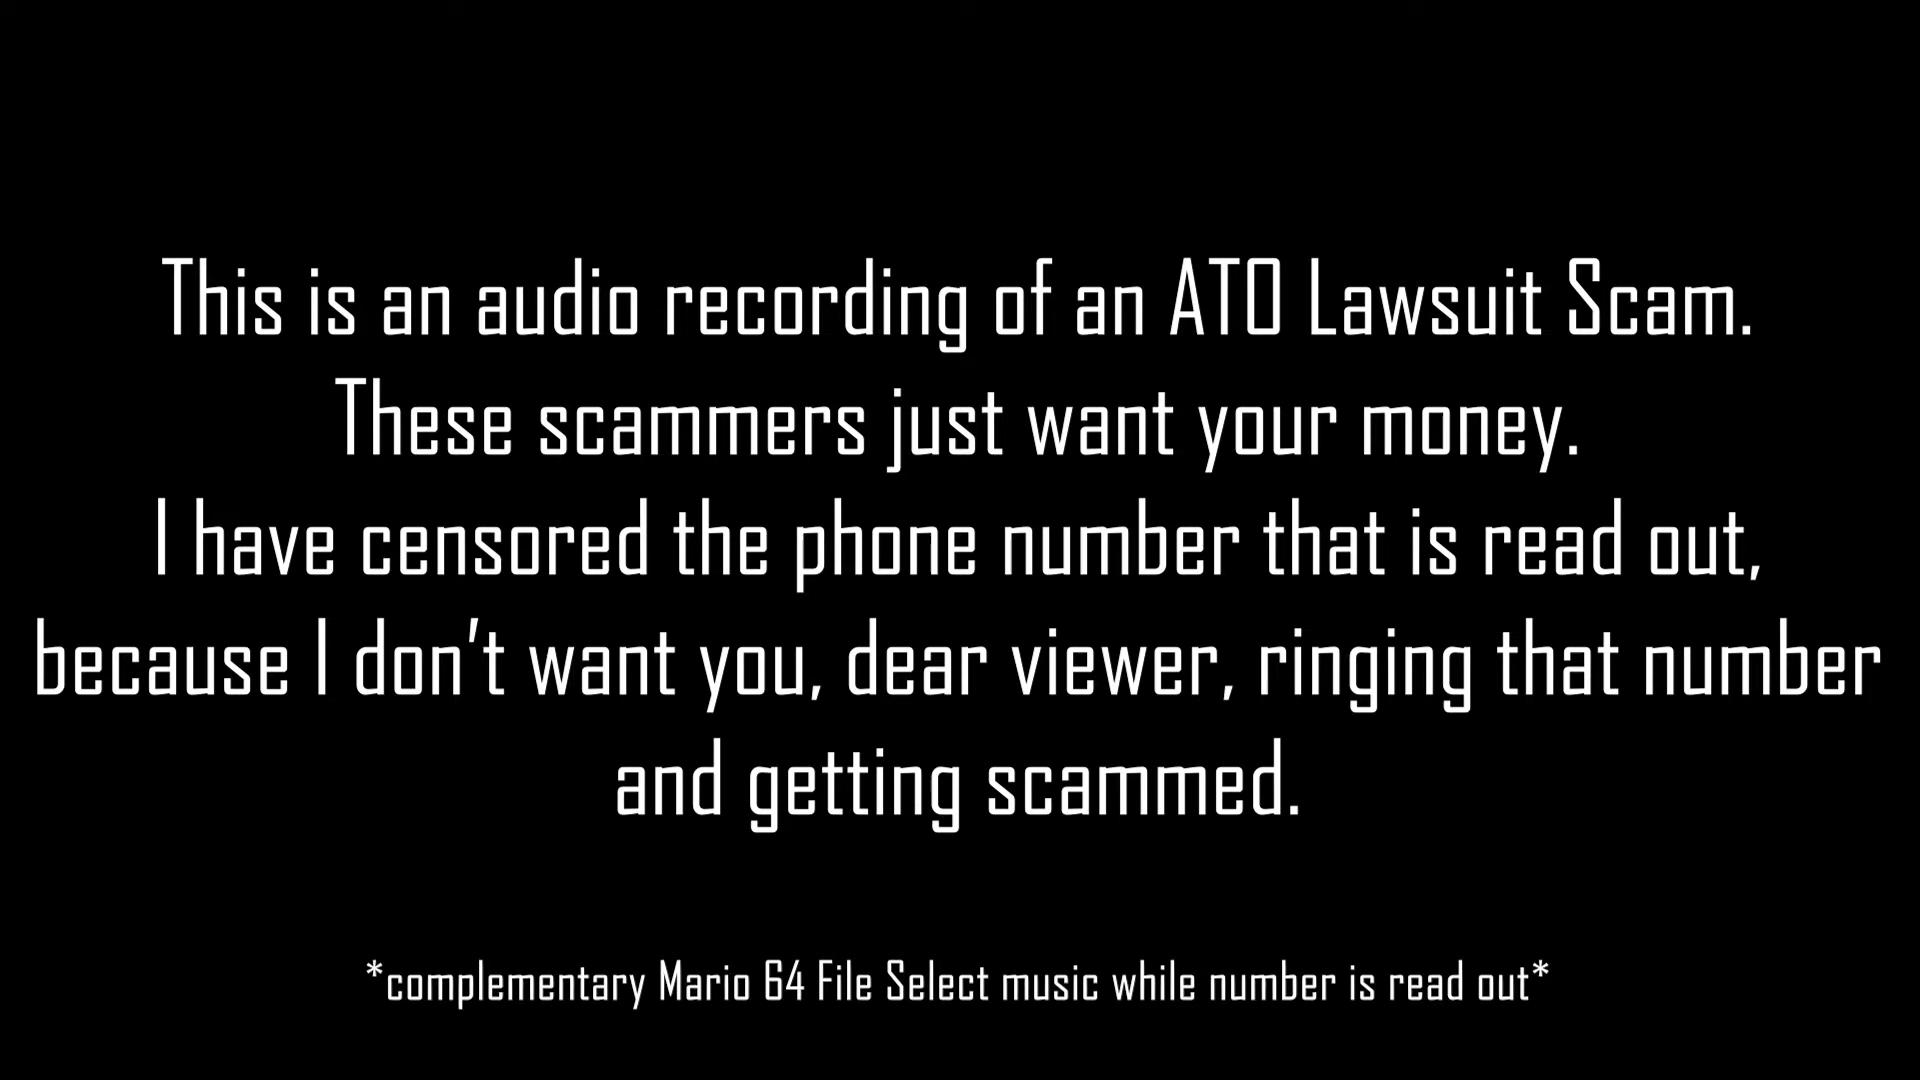 This is an audio recording of an ATO Lawsuit Scam.
These scammers just want your money.
I have censored the phone number that is read out,
because I don't want you, dear viewer, ringing that number
and getting scammed.
*complementary Mario 64 File Select music while number is read out*